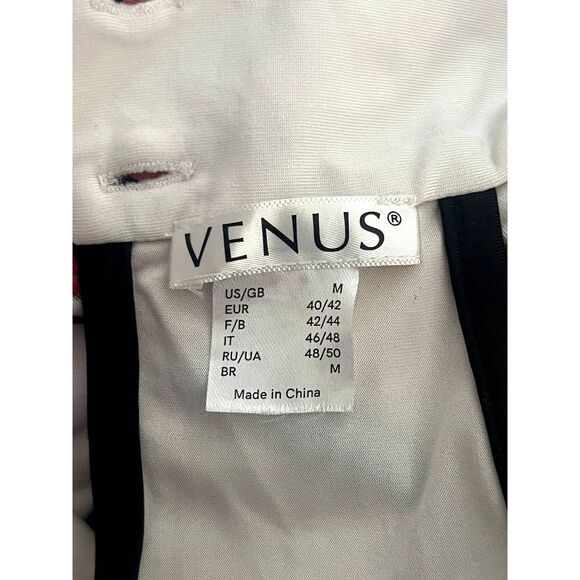 VENUS®
US/GB M
EUR 40/42
F/B 42/44
IT 46/48
RU/UA 48/50
BR M
Made in China